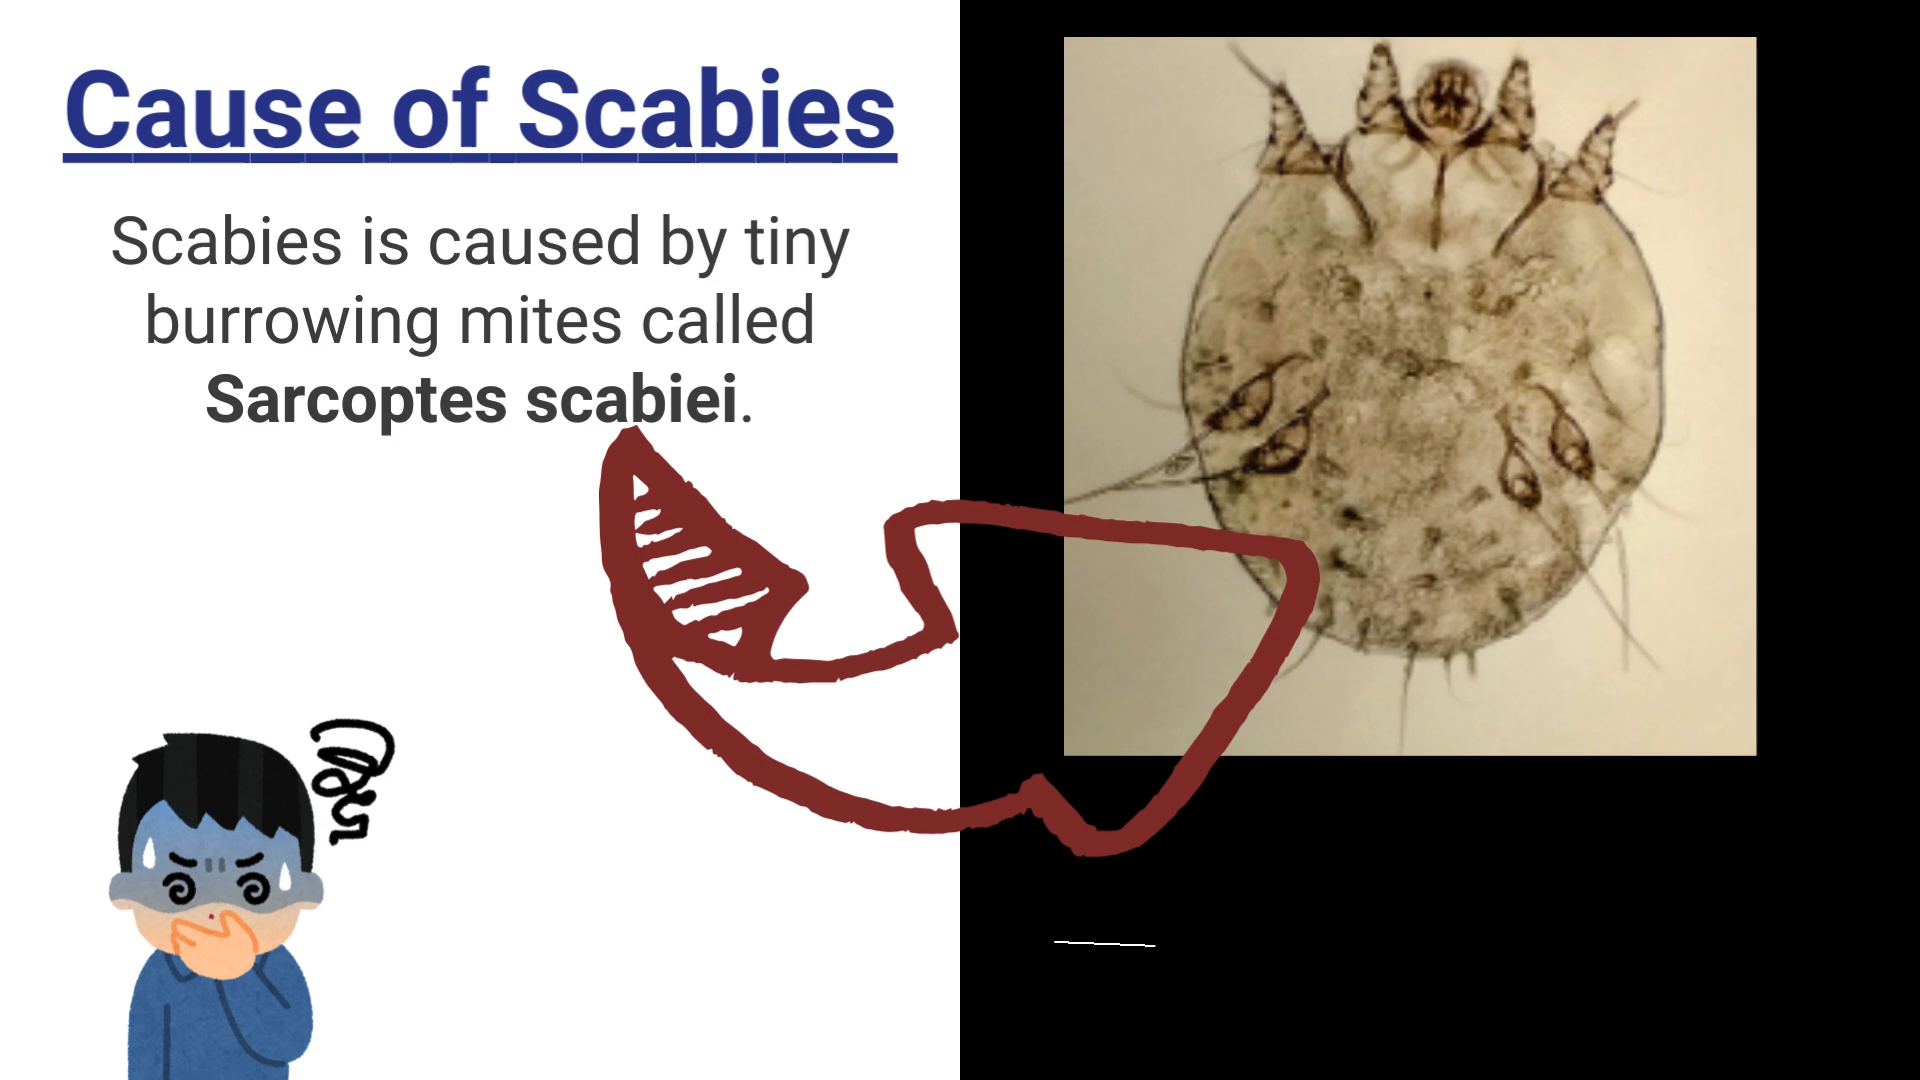 Cause of Scabies
Scabies is caused by tiny
burrowing mites called
Sarcoptes scabiei.